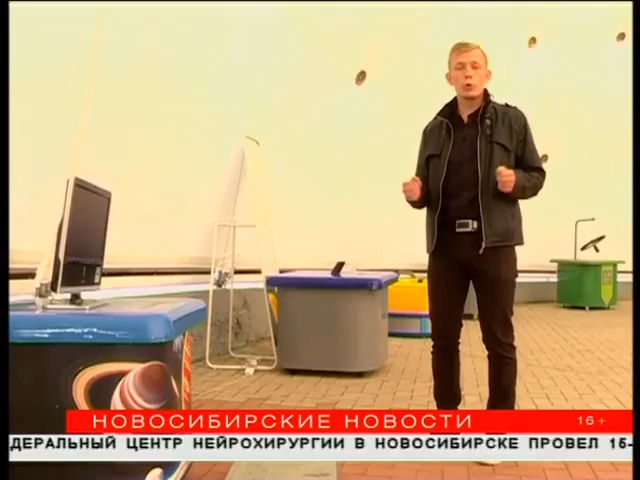 НОВОСИБИРСКИЕ НОВОСТИ 16+
ДЕРАЛЬНЫЙ ЦЕНТР НЕЙРОХИРУРГИИ В НОВОСИБИРСКЕ ПРОВЕЛ 15-